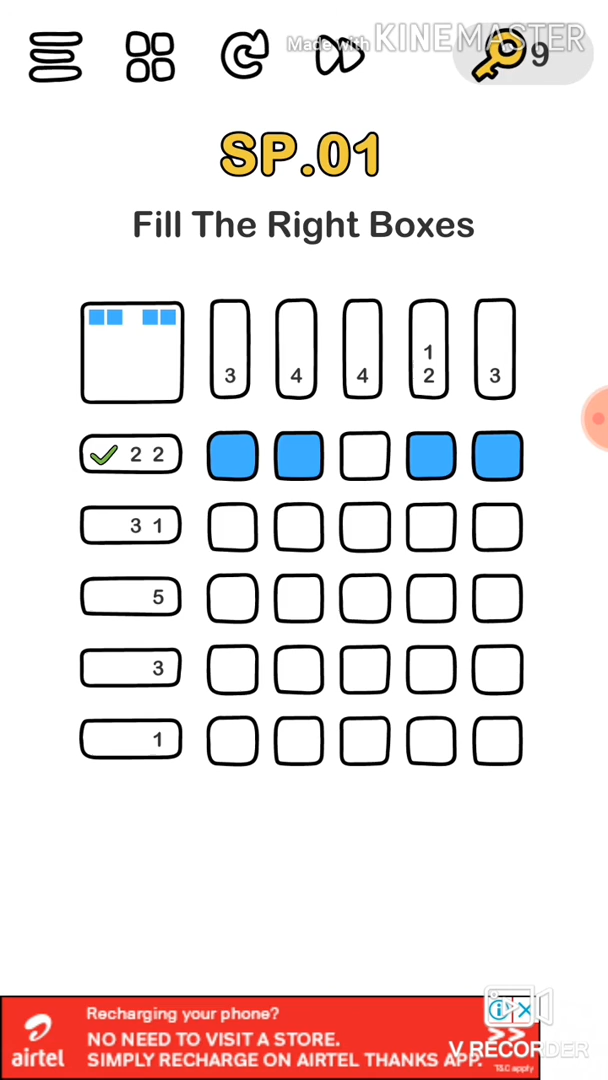 Made with KINEMASTER
9
SP.01
Fill The Right Boxes
3 4 4 1 2 3
2 2
3 1
5
3
1
Recharging your phone?
NO NEED TO VISIT A STORE.
SIMPLY RECHARGE ON AIRTEL THANKS APP.
airtel
T&C apply
V RECORDER